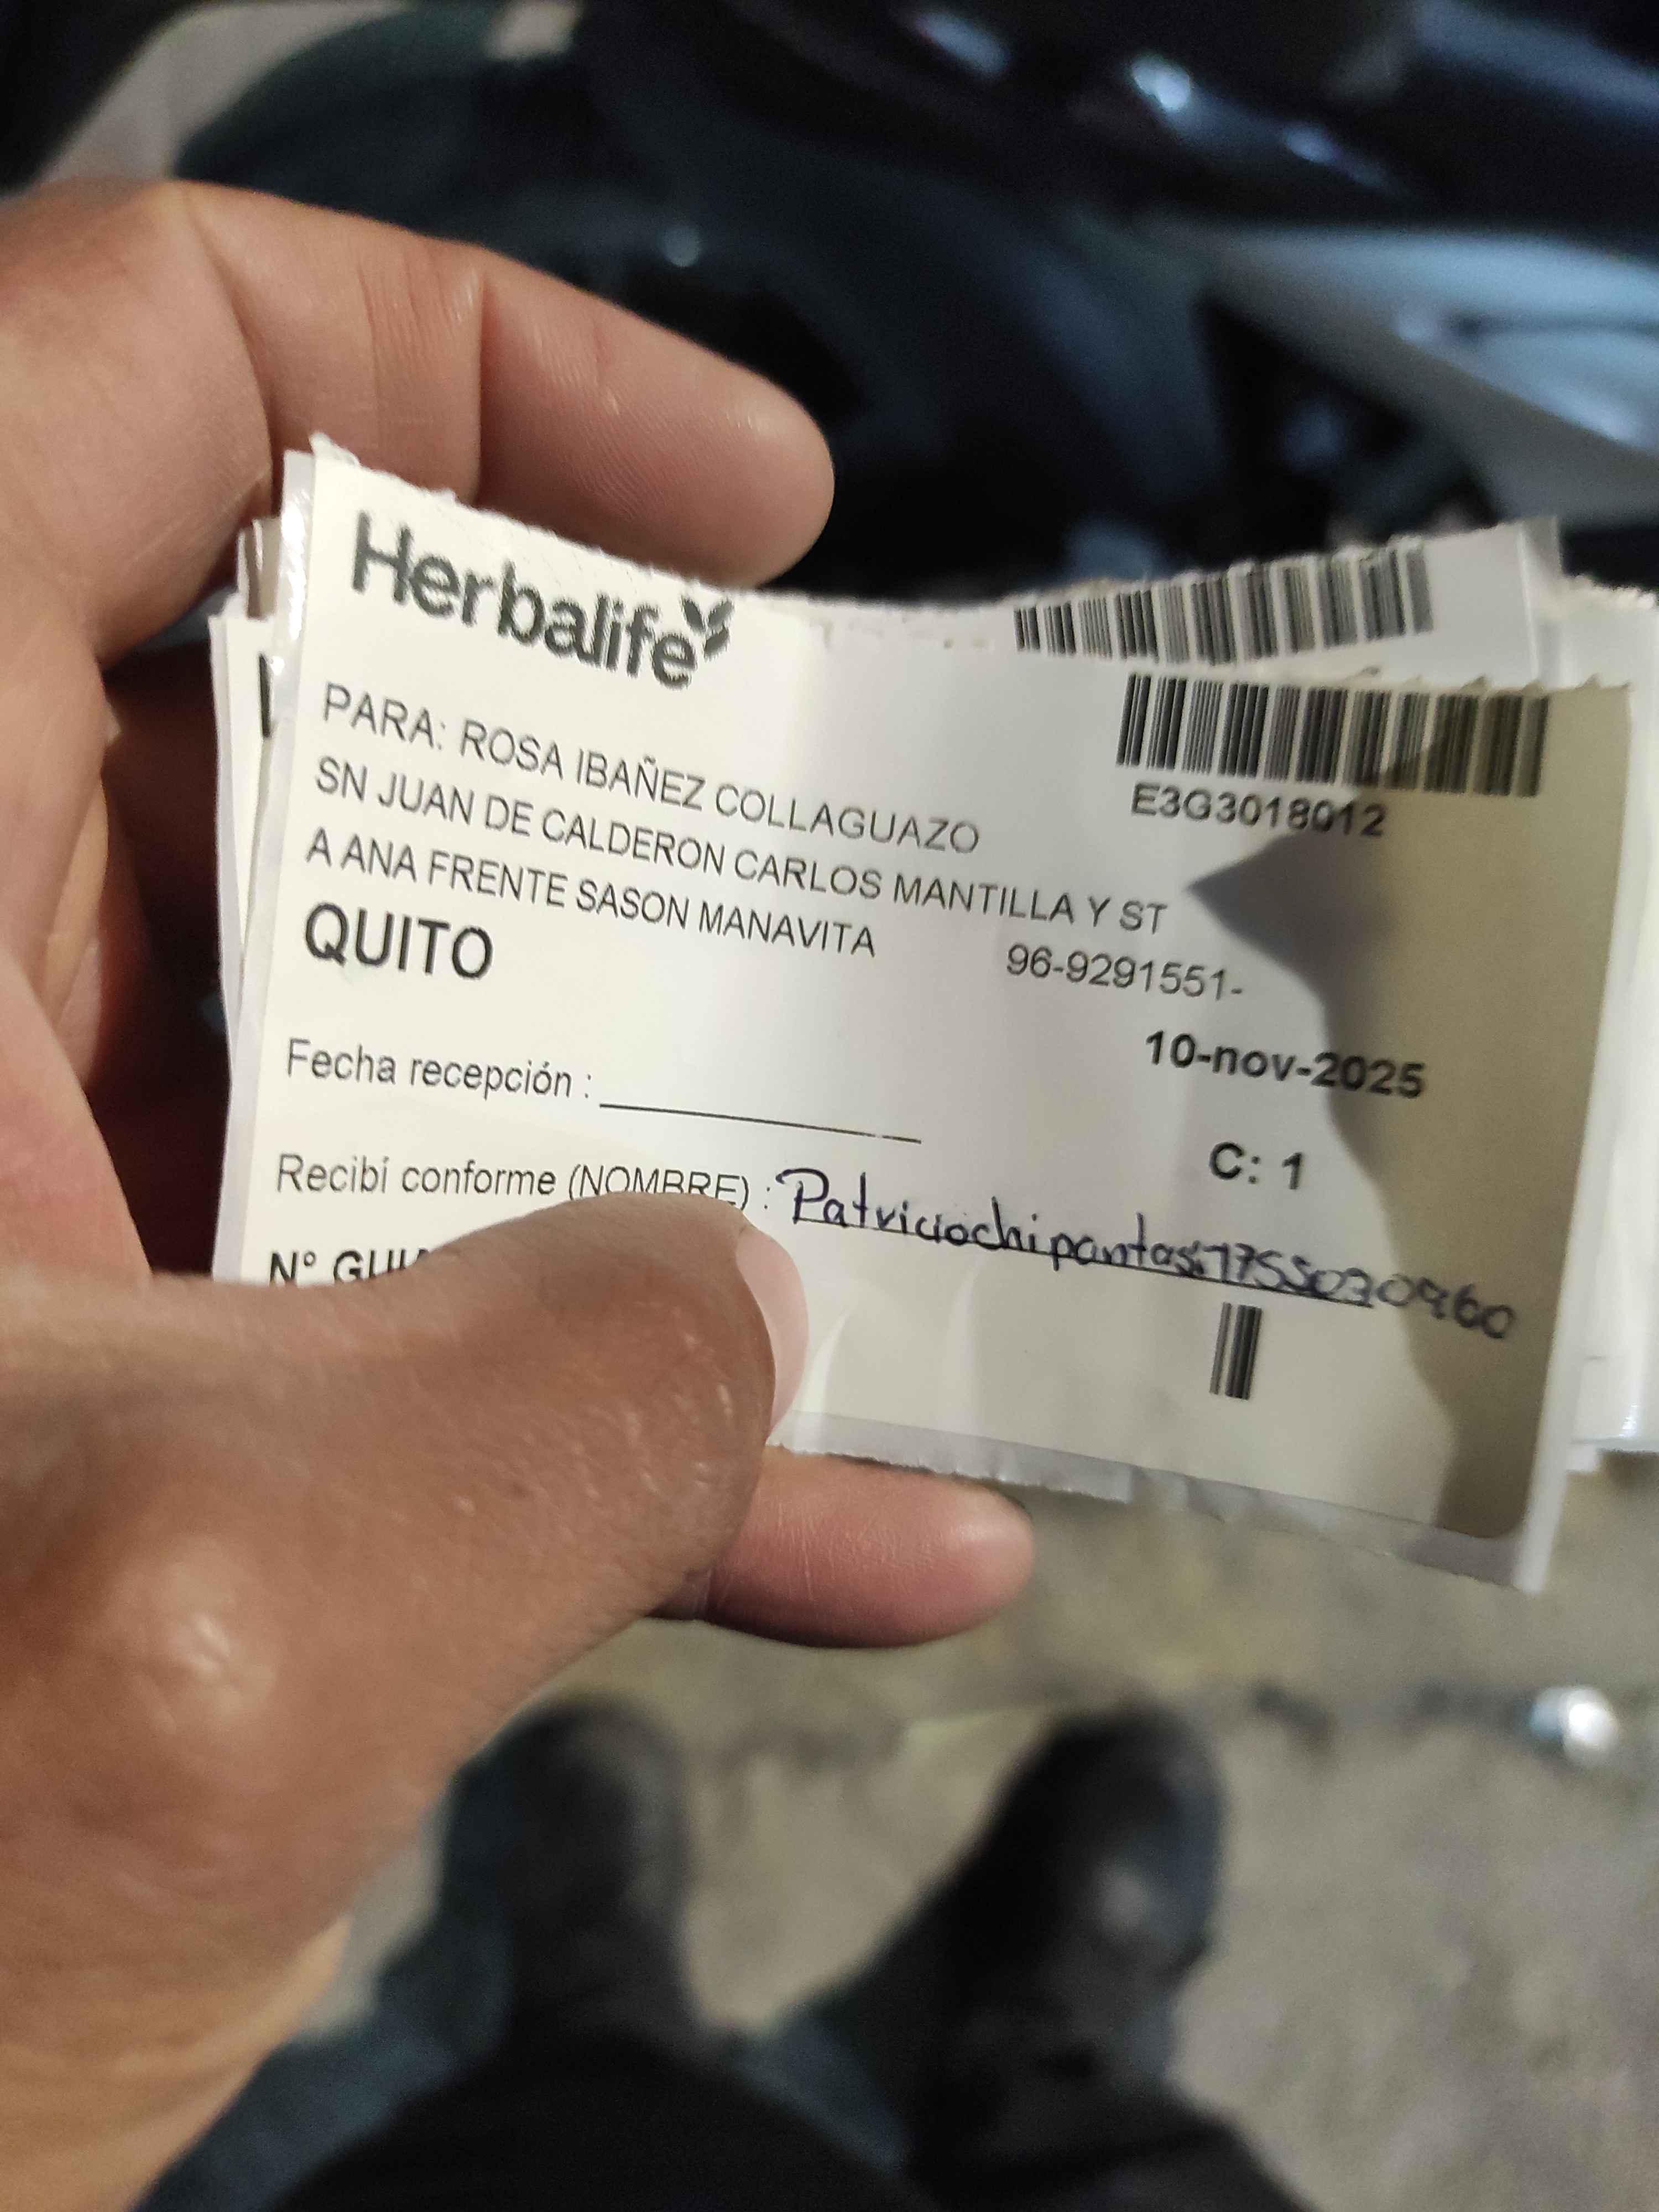 Herbalife
E3G3018012
PARA: ROSA IBAÑEZ COLLAGUAZO
SN JUAN DE CALDERON CARLOS MANTILLA Y ST
A ANA FRENTE SASON MANAVITA
96-9291551-
QUITO
10-nov-2025
Fecha recepción :
C: 1
Recibí conforme (NOMBRE) : Patriciochipantas
N°